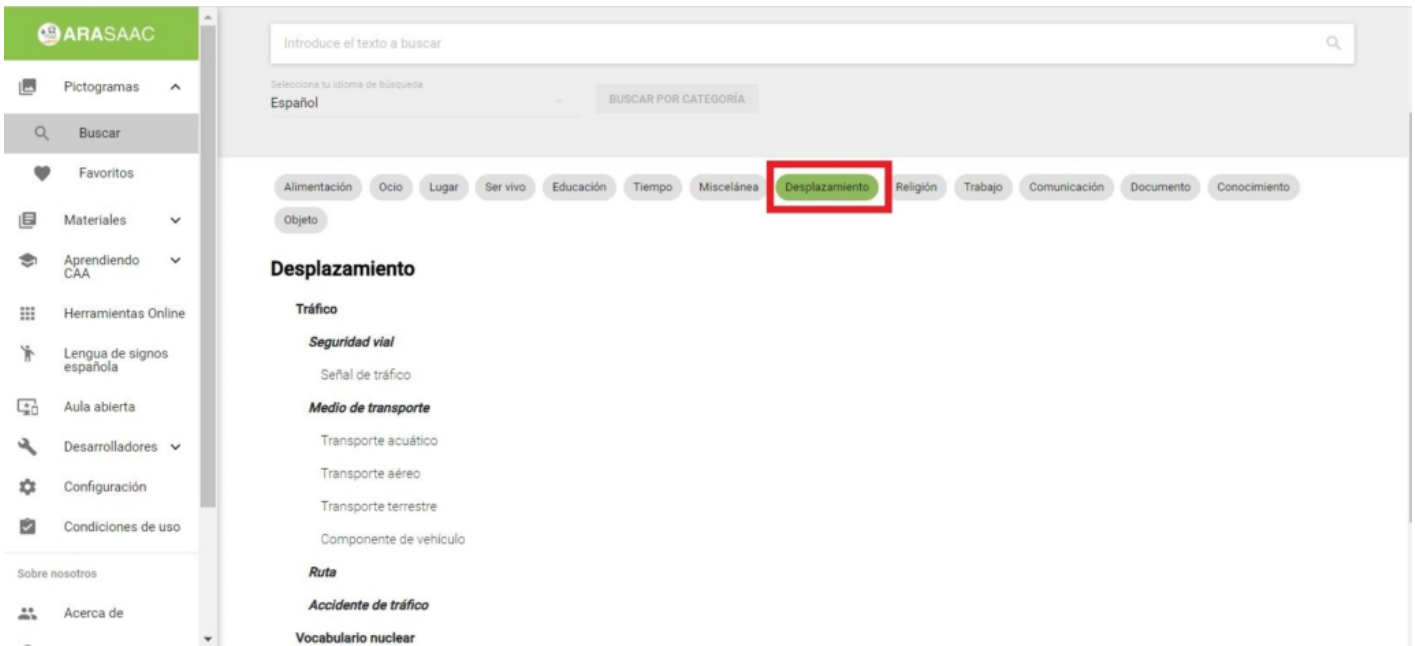 ARASAAC
Pictogramas
Buscar
Favoritos
Materiales
Aprendiendo
CAA
Herramientas Online
Lengua de signos
española
Aula abierta
Desarrolladores
Configuración
Condiciones de uso
Sobre nosotros
Acerca de
Introduce el texto a buscar
Selecciona tu idioma de búsqueda
Español
BUSCAR POR CATEGORÍA
Alimentación Ocio Lugar Ser vivo Educación Tiempo Miscelánea Desplazamiento Religión Trabajo Comunicación Documento Conocimiento
Objeto
Desplazamiento
Tráfico
Seguridad vial
Señal de tráfico
Medio de transporte
Transporte acuático
Transporte aéreo
Transporte terrestre
Componente de vehículo
Ruta
Accidente de tráfico
Vocabulario nuclear